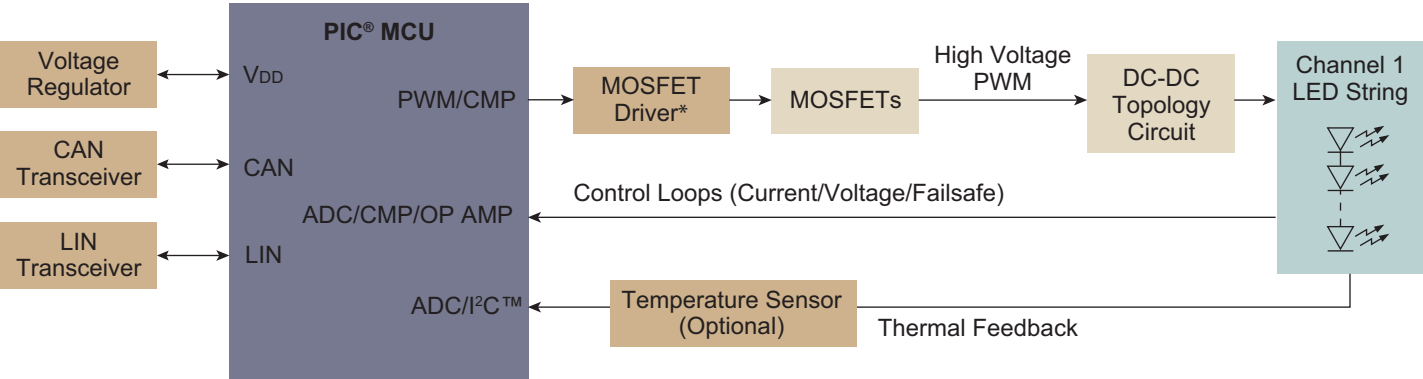 PIC® MCU
Voltage
Regulator
VDD
CAN
Transceiver
CAN
LIN
Transceiver
LIN
PWM/CMP
ADC/CMP/OP AMP
ADC/I²C™
MOSFET
Driver*
MOSFETs
High Voltage
PWM
DC-DC
Topology
Circuit
Channel 1
LED String
Control Loops (Current/Voltage/Failsafe)
Temperature Sensor
(Optional)
Thermal Feedback